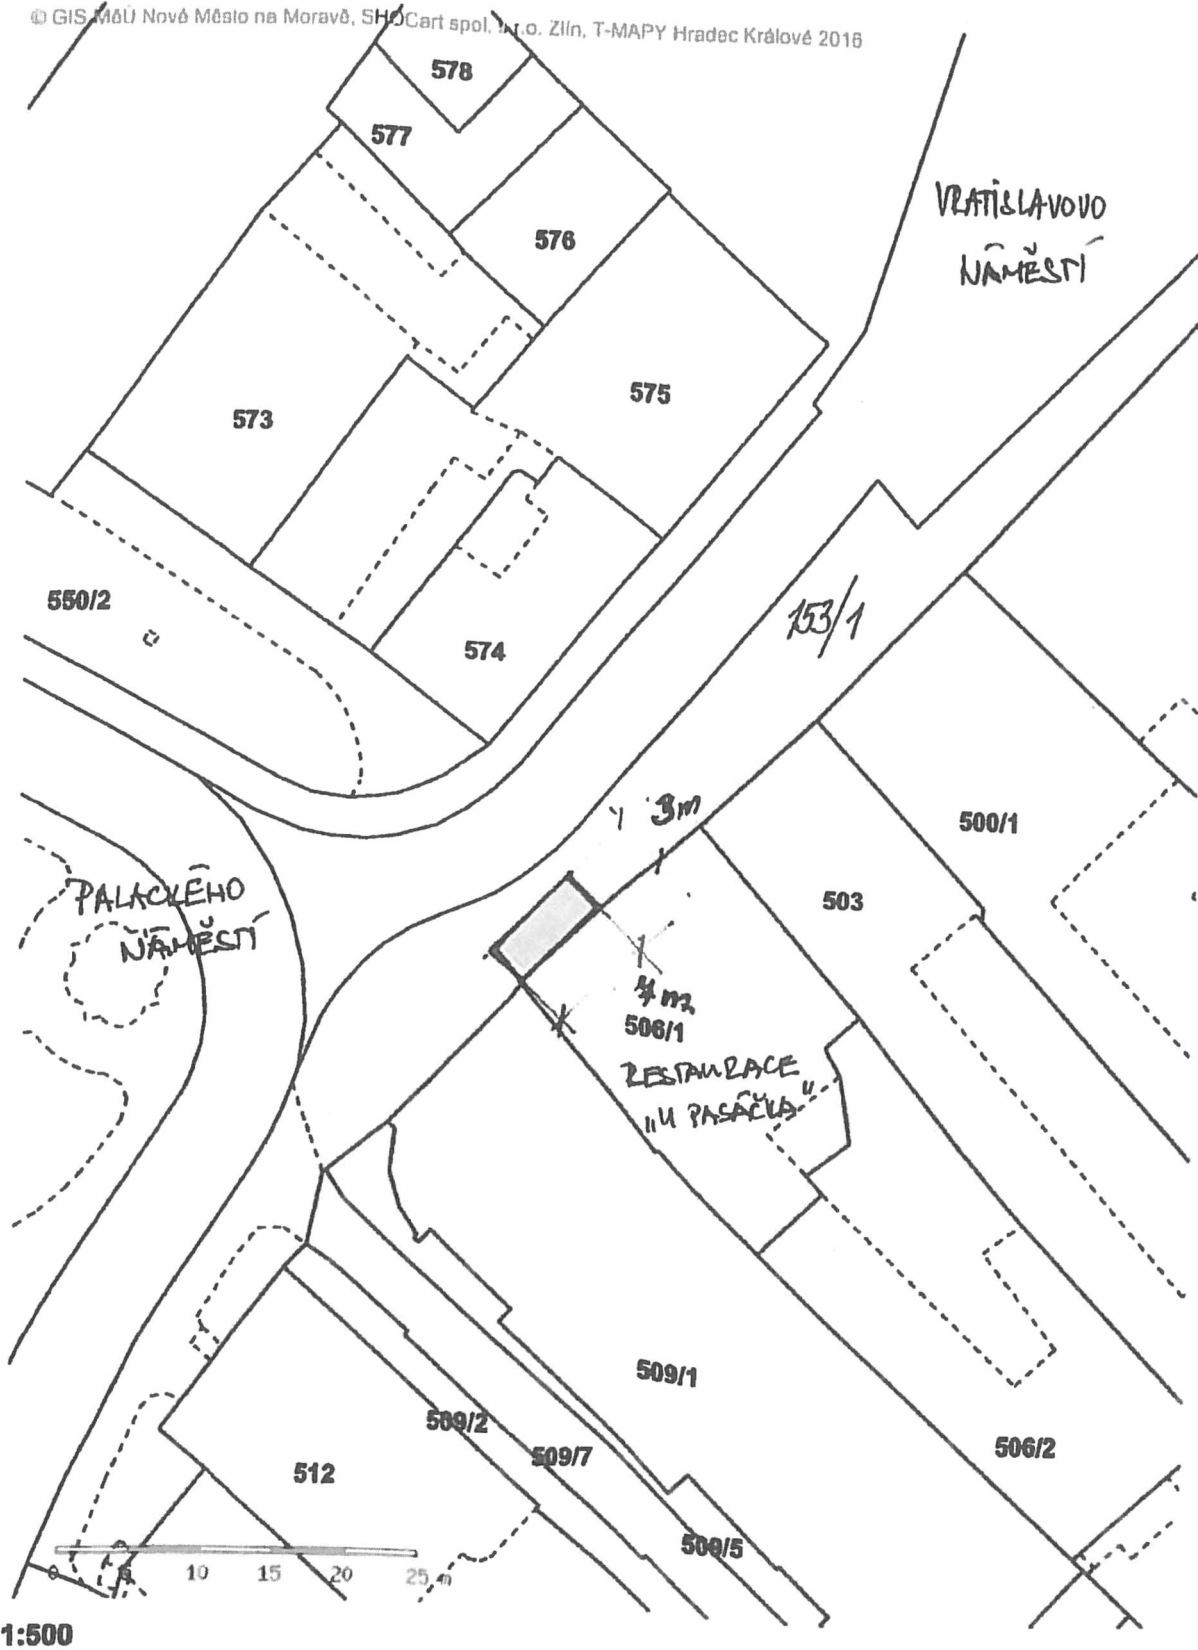 © GIS MěÚ Nové Město na Moravě, SHOCart spol. s r.o. Zlín, T-MAPY Hradec Králové 2016
578
577
VRATISLAVOVO
NÁMĚSTÍ
576
575
573
550/2
153/1
574
3m
500/1
PALACKÉHO
NÁMĚSTÍ
503
7 m
506/1
RESTAURACE
„U PASÁČKA"
509/1
509/2
506/2
509/7
512
509/5
0 5 10 15 20 25 m
1:500